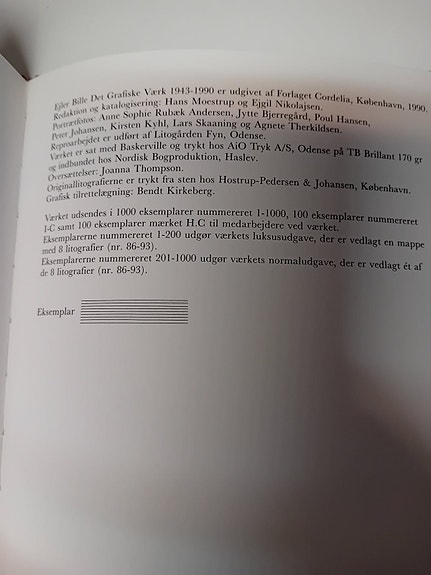 Ejler Bille Det Grafiske Værk 1943-1990 er udgivet af Forlaget Cordelia, København, 1990.
Redaktion og katalogisering: Hans Moestrup og Ejgil Nikolajsen.
Portrætfotos: Anne Sophie Rubæk Andersen, Jytte Bjerregård, Poul Hansen,
Peter Johansen, Kirsten Kyhl, Lars Skaaning og Agnete Therkildsen.
Reproarbejdet er udført af Litogården Fyn, Odense.
Værket er sat med Baskerville og trykt hos AiO Tryk A/S, Odense på TB Brillant 170 gr
og indbundet hos Nordisk Bogproduktion, Haslev.
Oversættelser: Joanna Thompson.
Originallitografierne er trykt fra sten hos Hostrup-Pedersen & Johansen, København.
Grafisk tilrettelægning: Bendt Kirkeberg.
Værket udsendes i 1000 eksemplarer nummereret 1-1000, 100 eksemplarer nummereret
I-C samt 100 eksemplarer mærket H.C til medarbejdere ved værket.
Eksemplarerne nummereret 1-200 udgør værkets luksusudgave, der er vedlagt en mappe
med 8 litografier (nr. 86-93).
Eksemplarerne nummereret 201-1000 udgør værkets normaludgave, der er vedlagt ét af
de 8 litografier (nr. 86-93).
Eksemplar